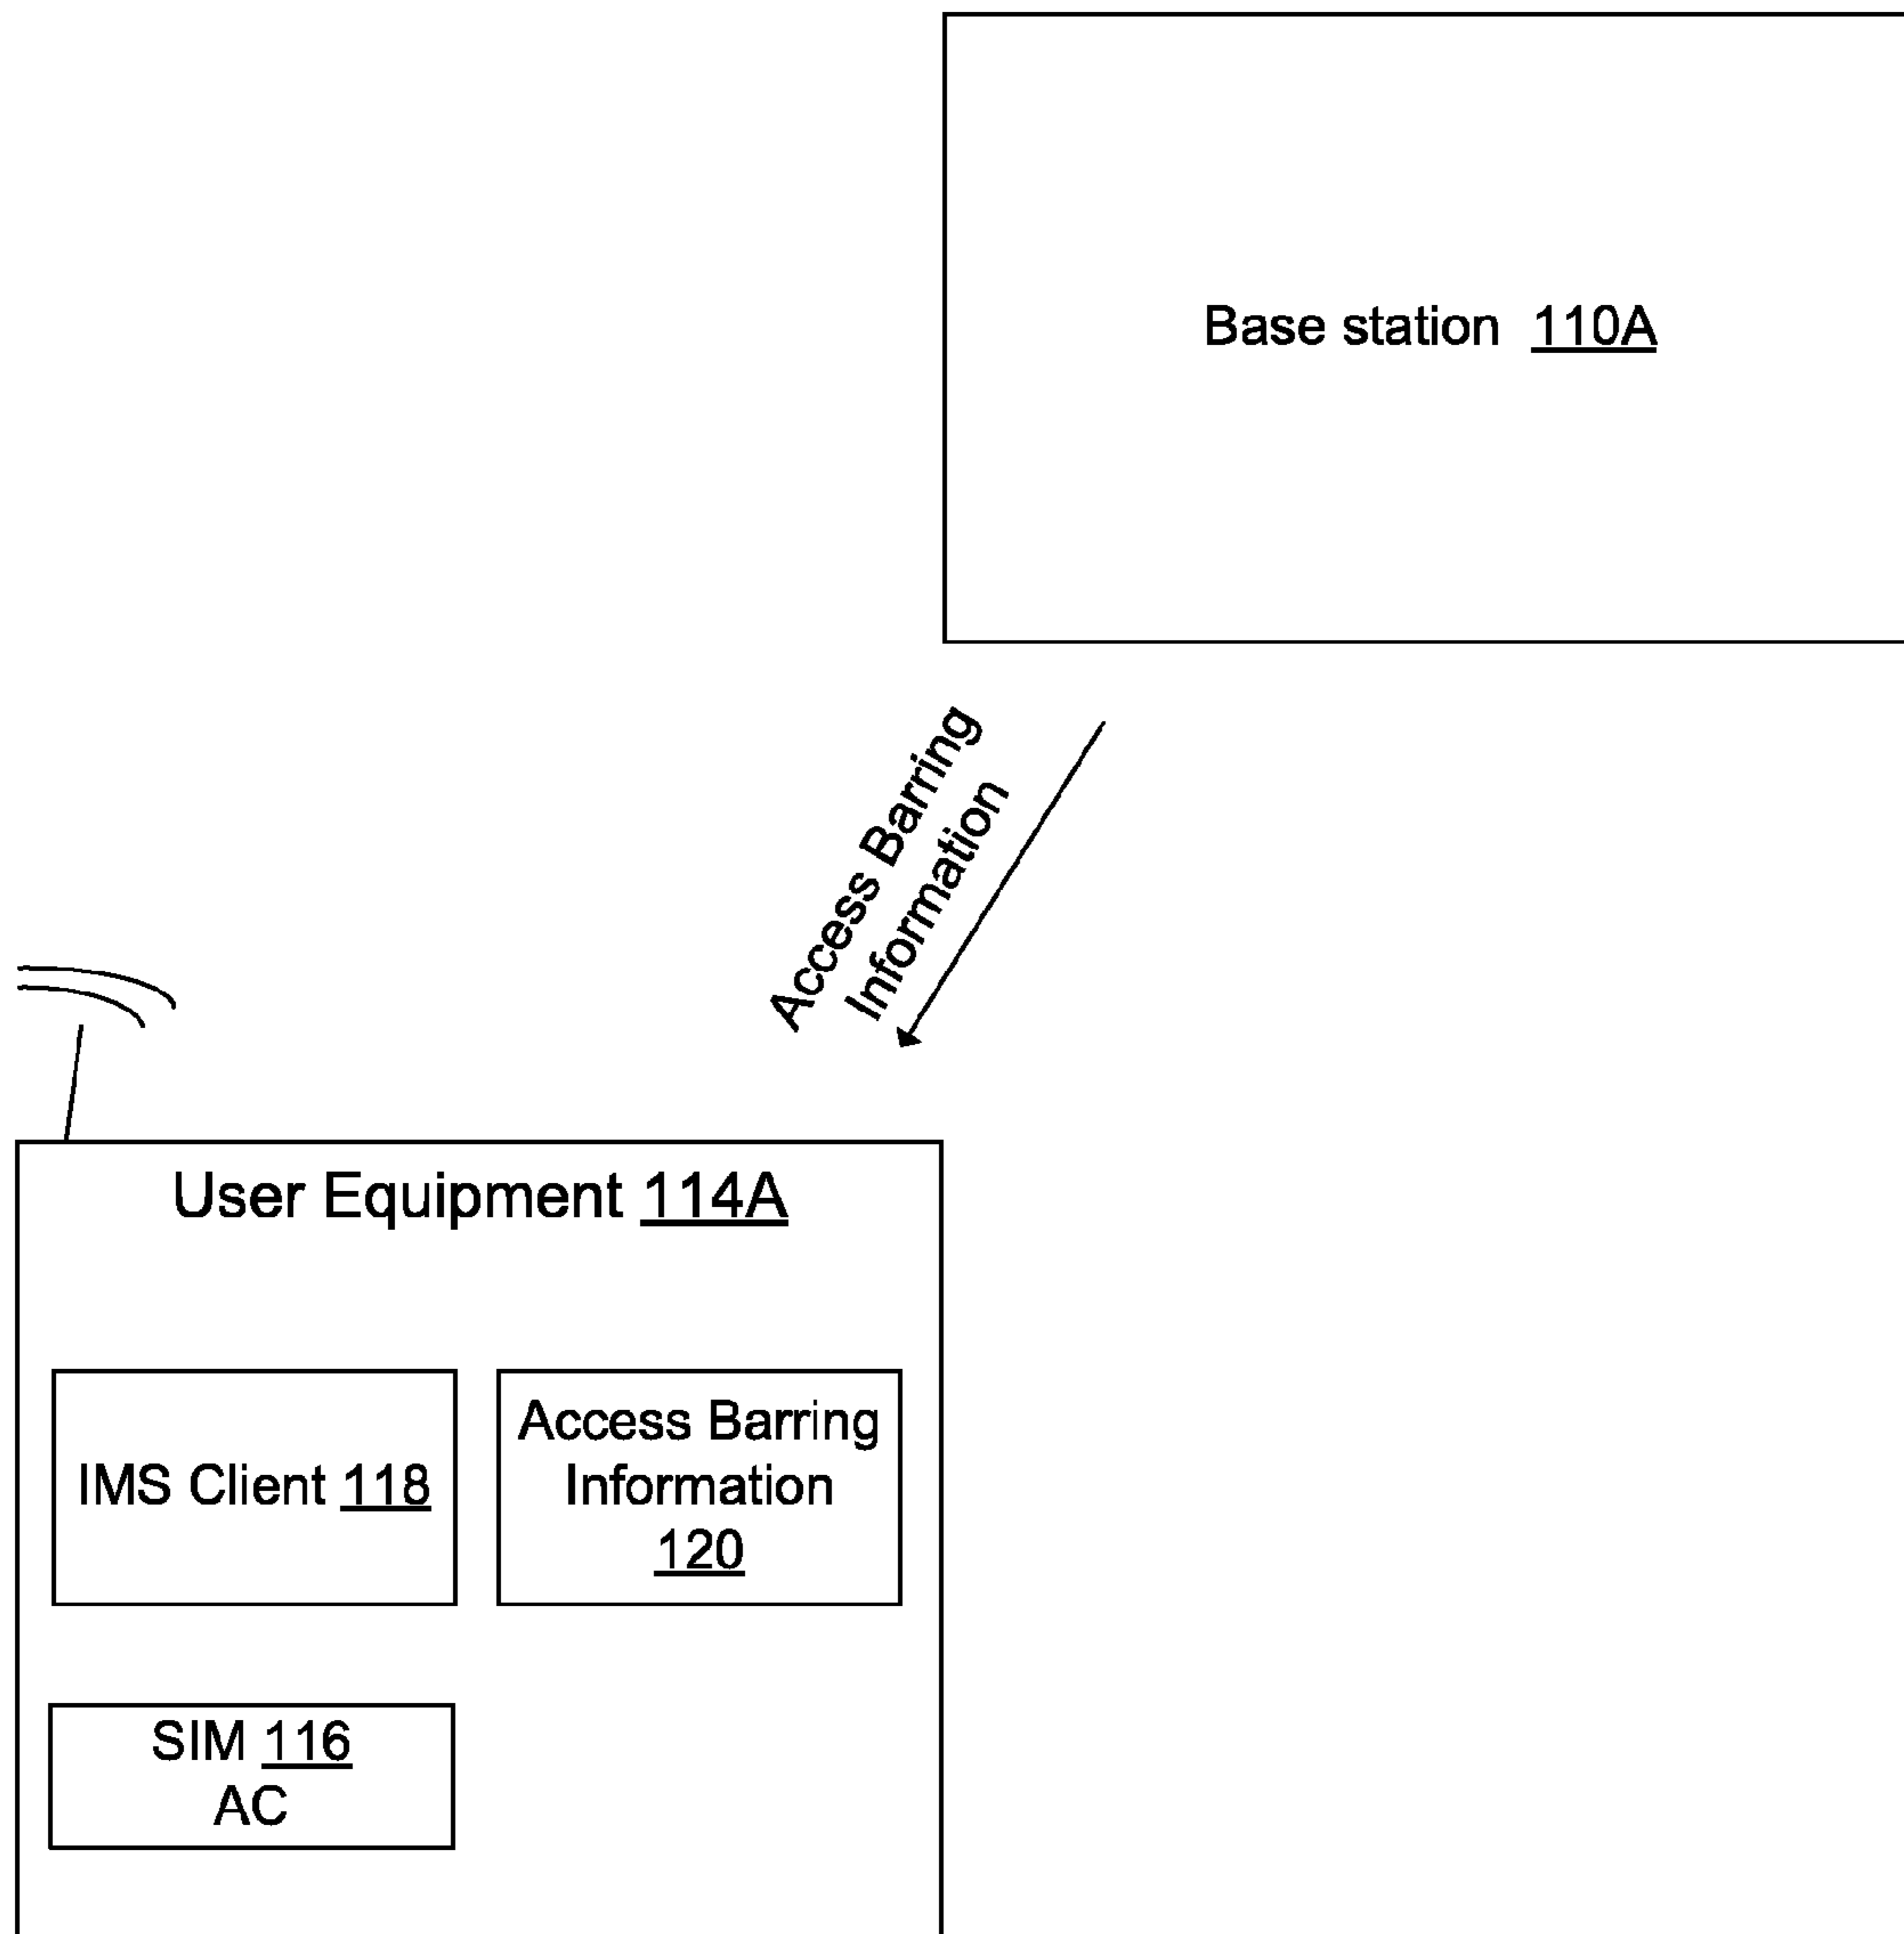 Base station 110A
Access Barring
Information
User Equipment 114A
IMS Client 118
Access Barring
Information
120
SIM 116
AC